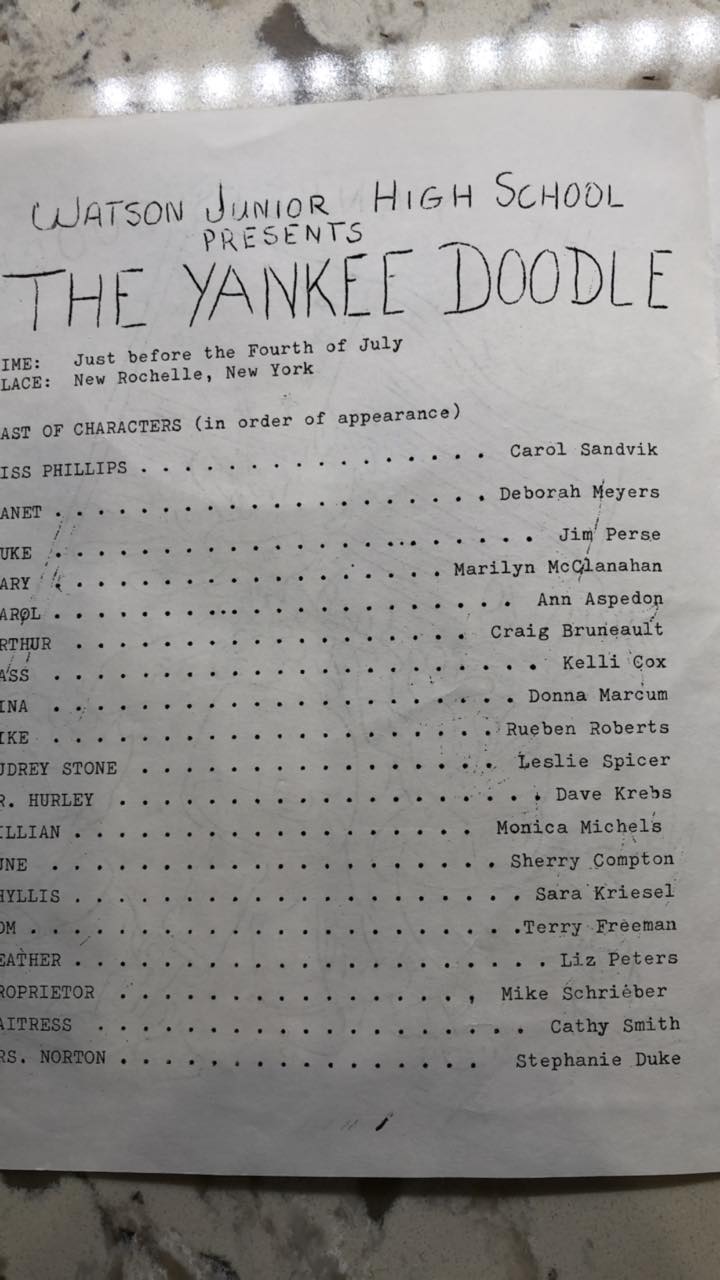 WATSON JUNIOR HIGH SCHOOL
PRESENTS
THE YANKEE DOODLE
IME: Just before the Fourth of July
LACE: New Rochelle, New York
AST OF CHARACTERS (in order of appearance)
ISS PHILLIPS . . . . . . . . . . . . . . . . Carol Sandvik
ANET . . . . . . . . . . . . . . . . . . . . Deborah Meyers
UKE . . . . . . . . . . . . . . . . . . . . Jim Perse
ARY . . . . . . . . . . . . . . . . . . Marilyn McClanahan
AROL . . . . . . . . . . . . . . . . . . . . Ann Aspedon
RTHUR . . . . . . . . . . . . . . . . . . Craig Bruneault
ASS . . . . . . . . . . . . . . . . . . . . Kelli Cox
INA . . . . . . . . . . . . . . . . . . . . Donna Marcum
IKE . . . . . . . . . . . . . . . . . . . . Rueben Roberts
UDREY STONE . . . . . . . . . . . . . . . . Leslie Spicer
R. HURLEY . . . . . . . . . . . . . . . . . Dave Krebs
ILLIAN . . . . . . . . . . . . . . . . . . Monica Michels
UNE . . . . . . . . . . . . . . . . . . . . Sherry Compton
HYLLIS . . . . . . . . . . . . . . . . . . Sara Kriesel
OM . . . . . . . . . . . . . . . . . . . . .Terry Freeman
EATHER . . . . . . . . . . . . . . . . . . . Liz Peters
ROPRIETOR . . . . . . . . . . . . . . . , Mike Schrieber
AITRESS . . . . . . . . . . . . . . . . . . Cathy Smith
RS. NORTON . . . . . . . . . . . . . . . . Stephanie Duke